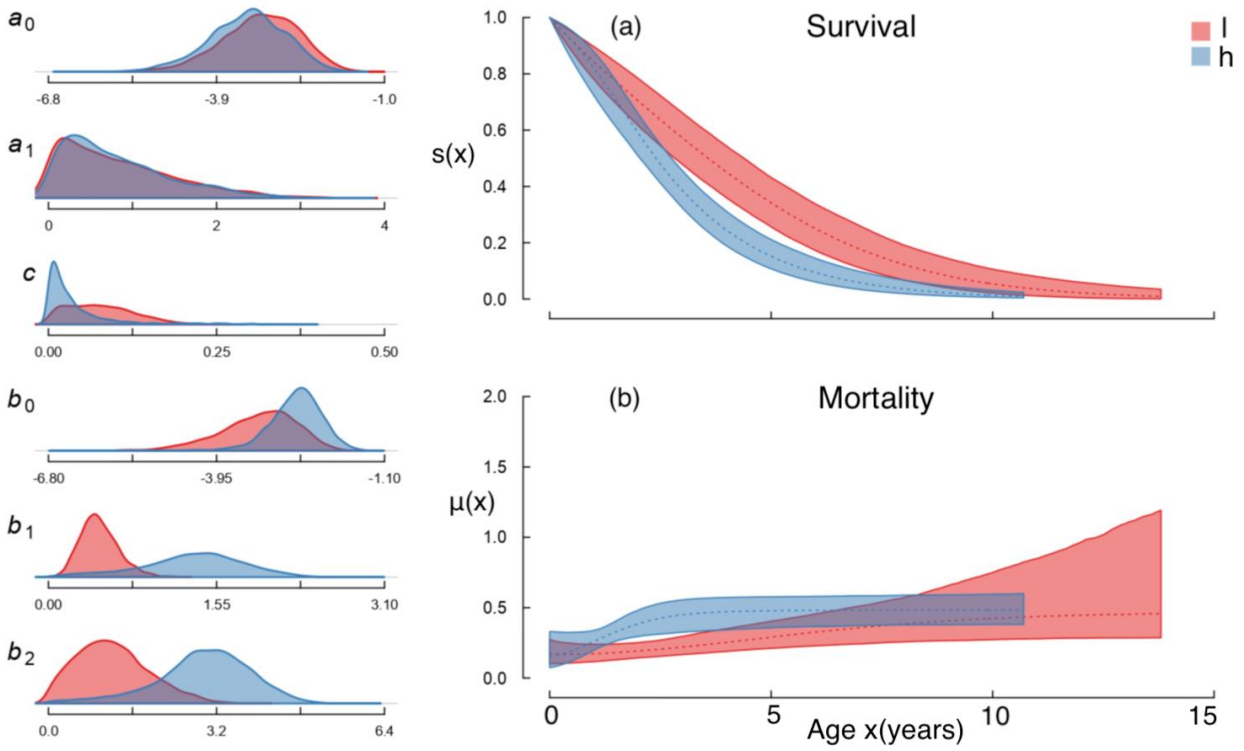 a0
-6.8 -3.9 -1.0
a1
0 2 4
c
0.00 0.25 0.50
b0
-6.80 -3.95 -1.10
b1
0.00 1.55 3.10
b2
0.0 3.2 6.4
(a) Survival
l
h
s(x)
1.0
0.8
0.6
0.4
0.2
0.0
(b) Mortality
μ(x)
2.0
1.5
1.0
0.5
0.0
0 5 10 15
Age x(years)